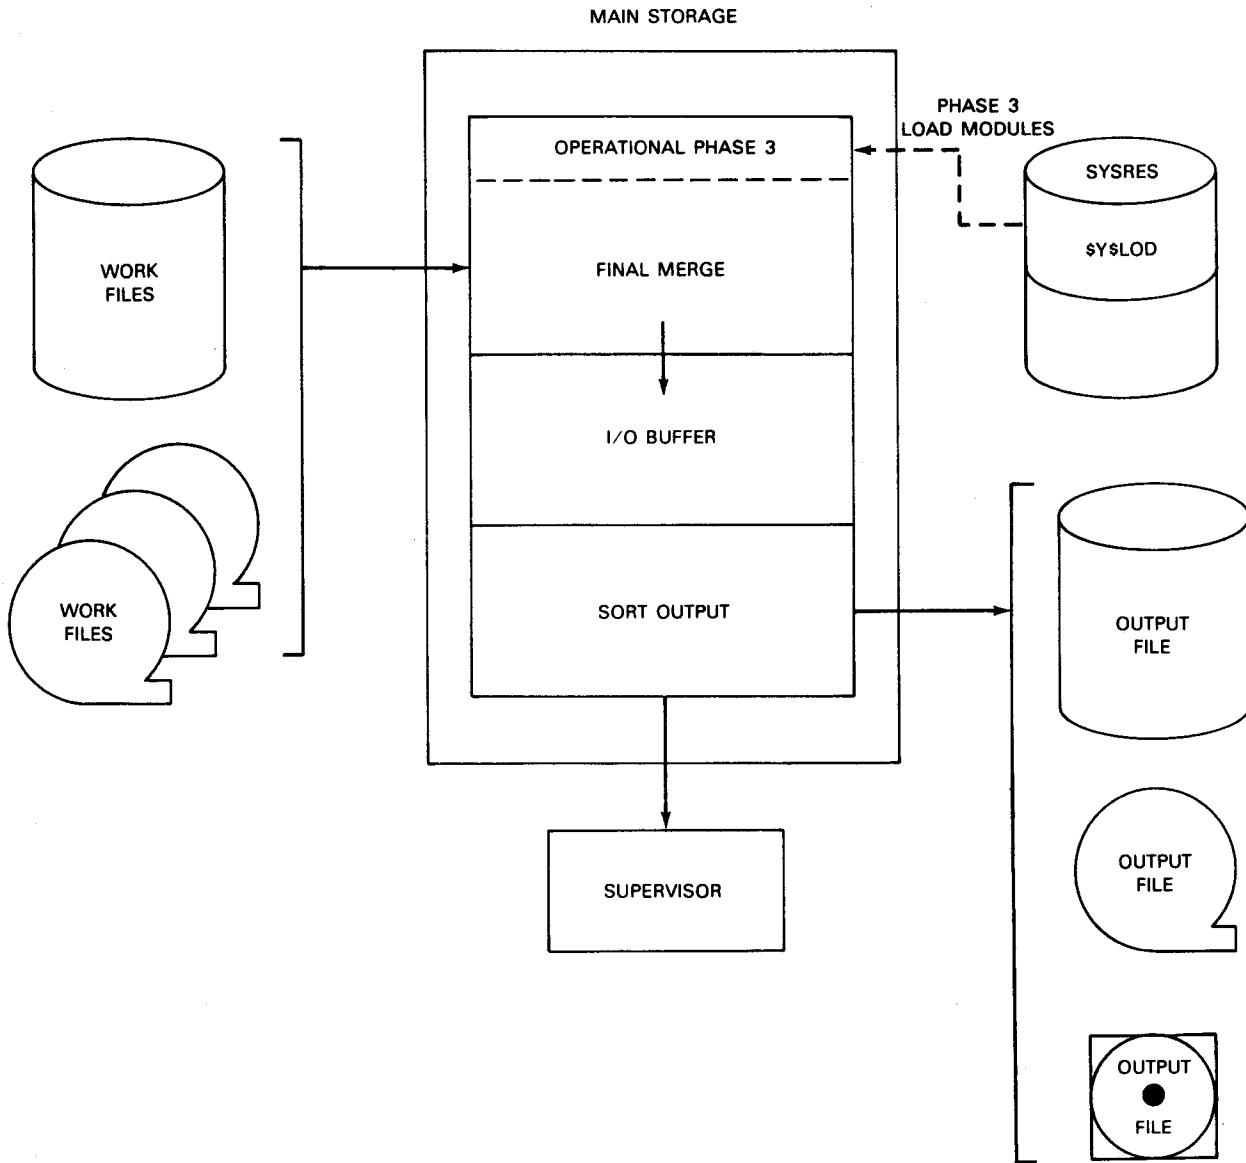 MAIN STORAGE
PHASE 3
LOAD MODULES
OPERATIONAL PHASE 3
SYSRES
$Y$LOD
WORK
FILES
FINAL MERGE
I/O BUFFER
WORK
FILES
SORT OUTPUT
OUTPUT
FILE
SUPERVISOR
OUTPUT
FILE
OUTPUT
FILE